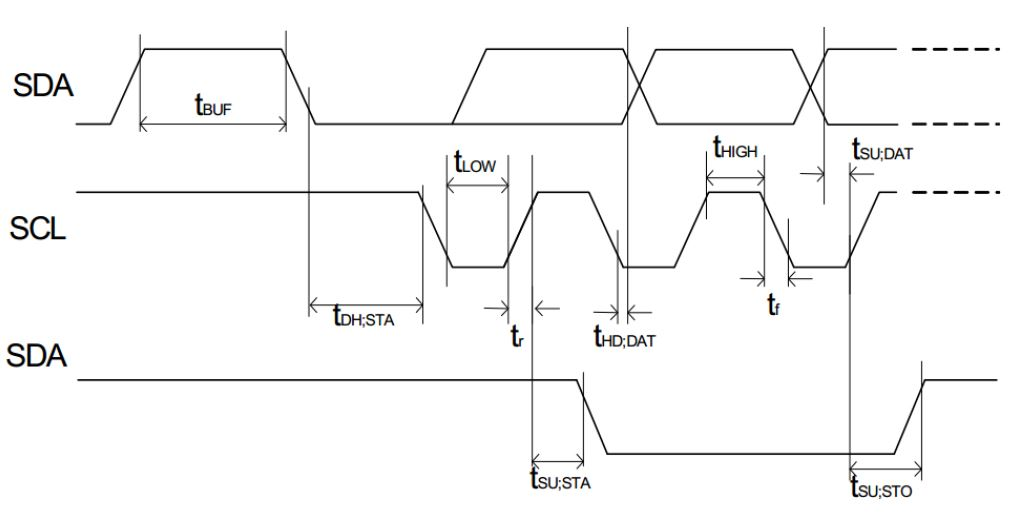 SDA
tBUF
tLOW
tHIGH
tSU;DAT
SCL
tDH;STA
tr
tHD;DAT
tf
SDA
tSU;STA
tSU;STO